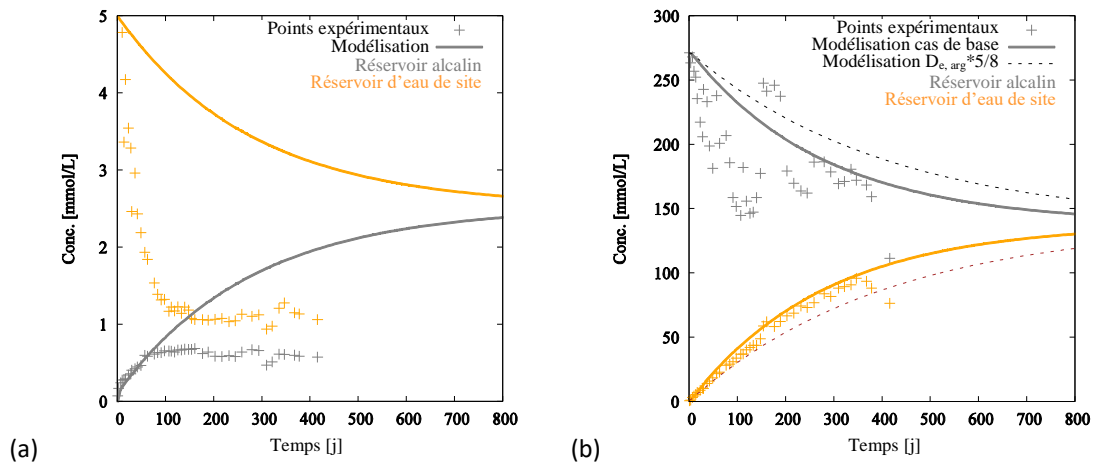 Points expérimentaux
Modélisation
Réservoir alcalin
Réservoir d'eau de site
Conc. [mmol/L]
5
4
3
2
1
0
0 100 200 300 400 500 600 700 800
Temps [j]
(a)
Points expérimentaux
Modélisation cas de base
Modélisation De, arg*5/8
Réservoir alcalin
Réservoir d'eau de site
Conc. [mmol/L]
300
250
200
150
100
50
0
0 100 200 300 400 500 600 700 800
Temps [j]
(b)